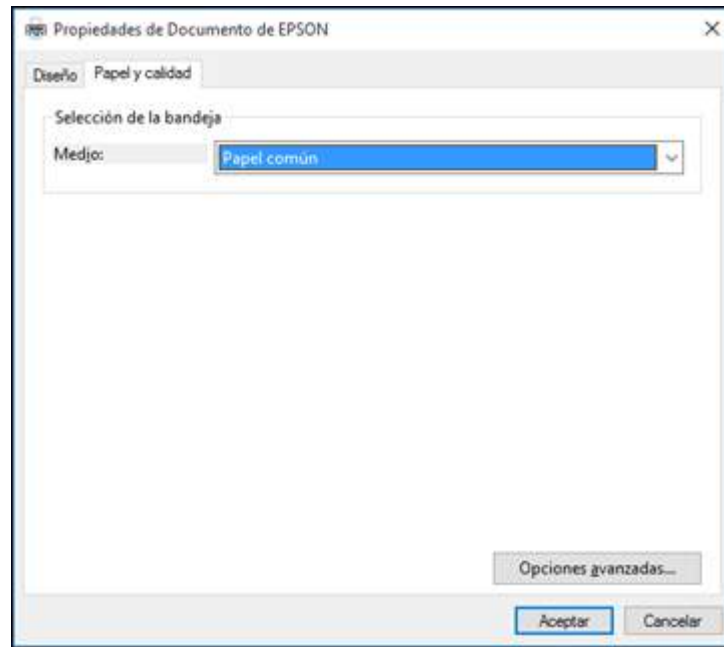 Propiedades de Documento de EPSON
Diseño Papel y calidad
Selección de la bandeja
Medio: Papel común
Opciones avanzadas...
Aceptar Cancelar